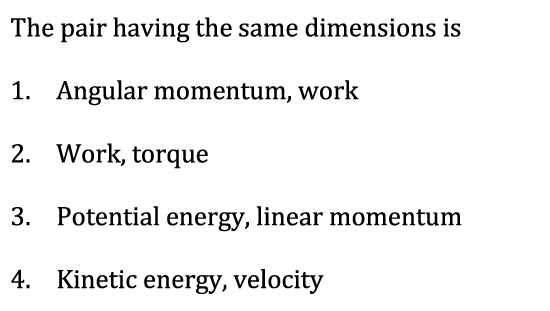 The pair having the same dimensions is
1. Angular momentum, work
2. Work, torque
3. Potential energy, linear momentum
4. Kinetic energy, velocity